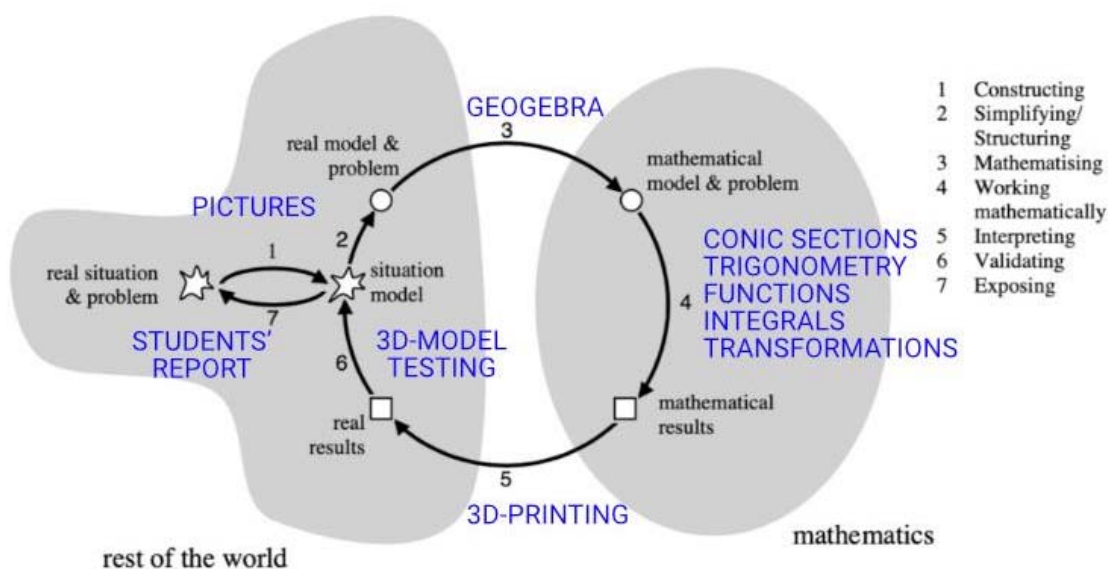 GEOGEBRA
3
real model &
problem
mathematical
model & problem
PICTURES
2
1
real situation
& problem
situation
model
7
STUDENTS'
REPORT
3D-MODEL
TESTING
6
CONIC SECTIONS
TRIGONOMETRY
4
FUNCTIONS
INTEGRALS
TRANSFORMATIONS
real
results
mathematical
results
5
3D-PRINTING
rest of the world
mathematics
1 Constructing
2 Simplifying/
Structuring
3 Mathematising
4 Working
mathematically
5 Interpreting
6 Validating
7 Exposing